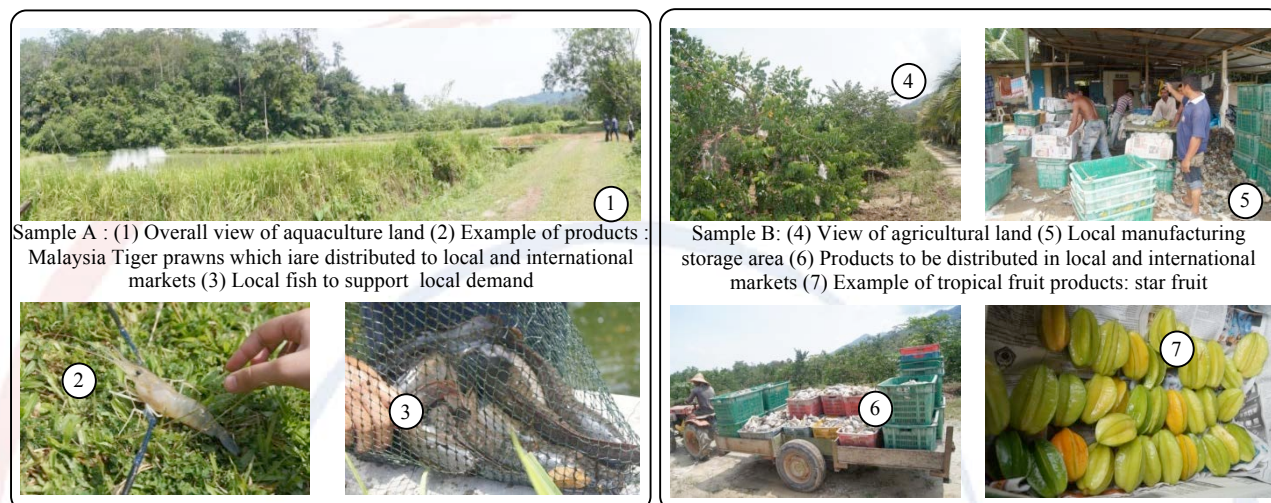 1
Sample A : (1) Overall view of aquaculture land (2) Example of products :
Malaysia Tiger prawns which iare distributed to local and international
markets (3) Local fish to support local demand
2
3
4
5
Sample B: (4) View of agricultural land (5) Local manufacturing
storage area (6) Products to be distributed in local and international
markets (7) Example of tropical fruit products: star fruit
6
7